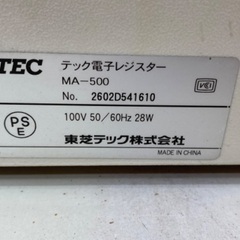 TEC テック電子レジスター
MA-500
No. 2602D541610
PS
E
100V 50/60Hz 28W
東芝テック株式会社
MADE IN CHINA